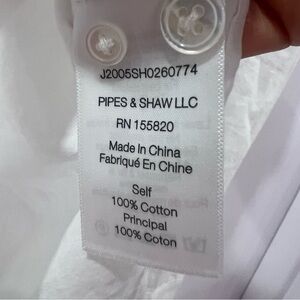 J2005SH0260774
PIPES & SHAW LLC
RN 155820
Made In China
Fabriqué En Chine
Self
100% Cotton
Principal
100% Coton